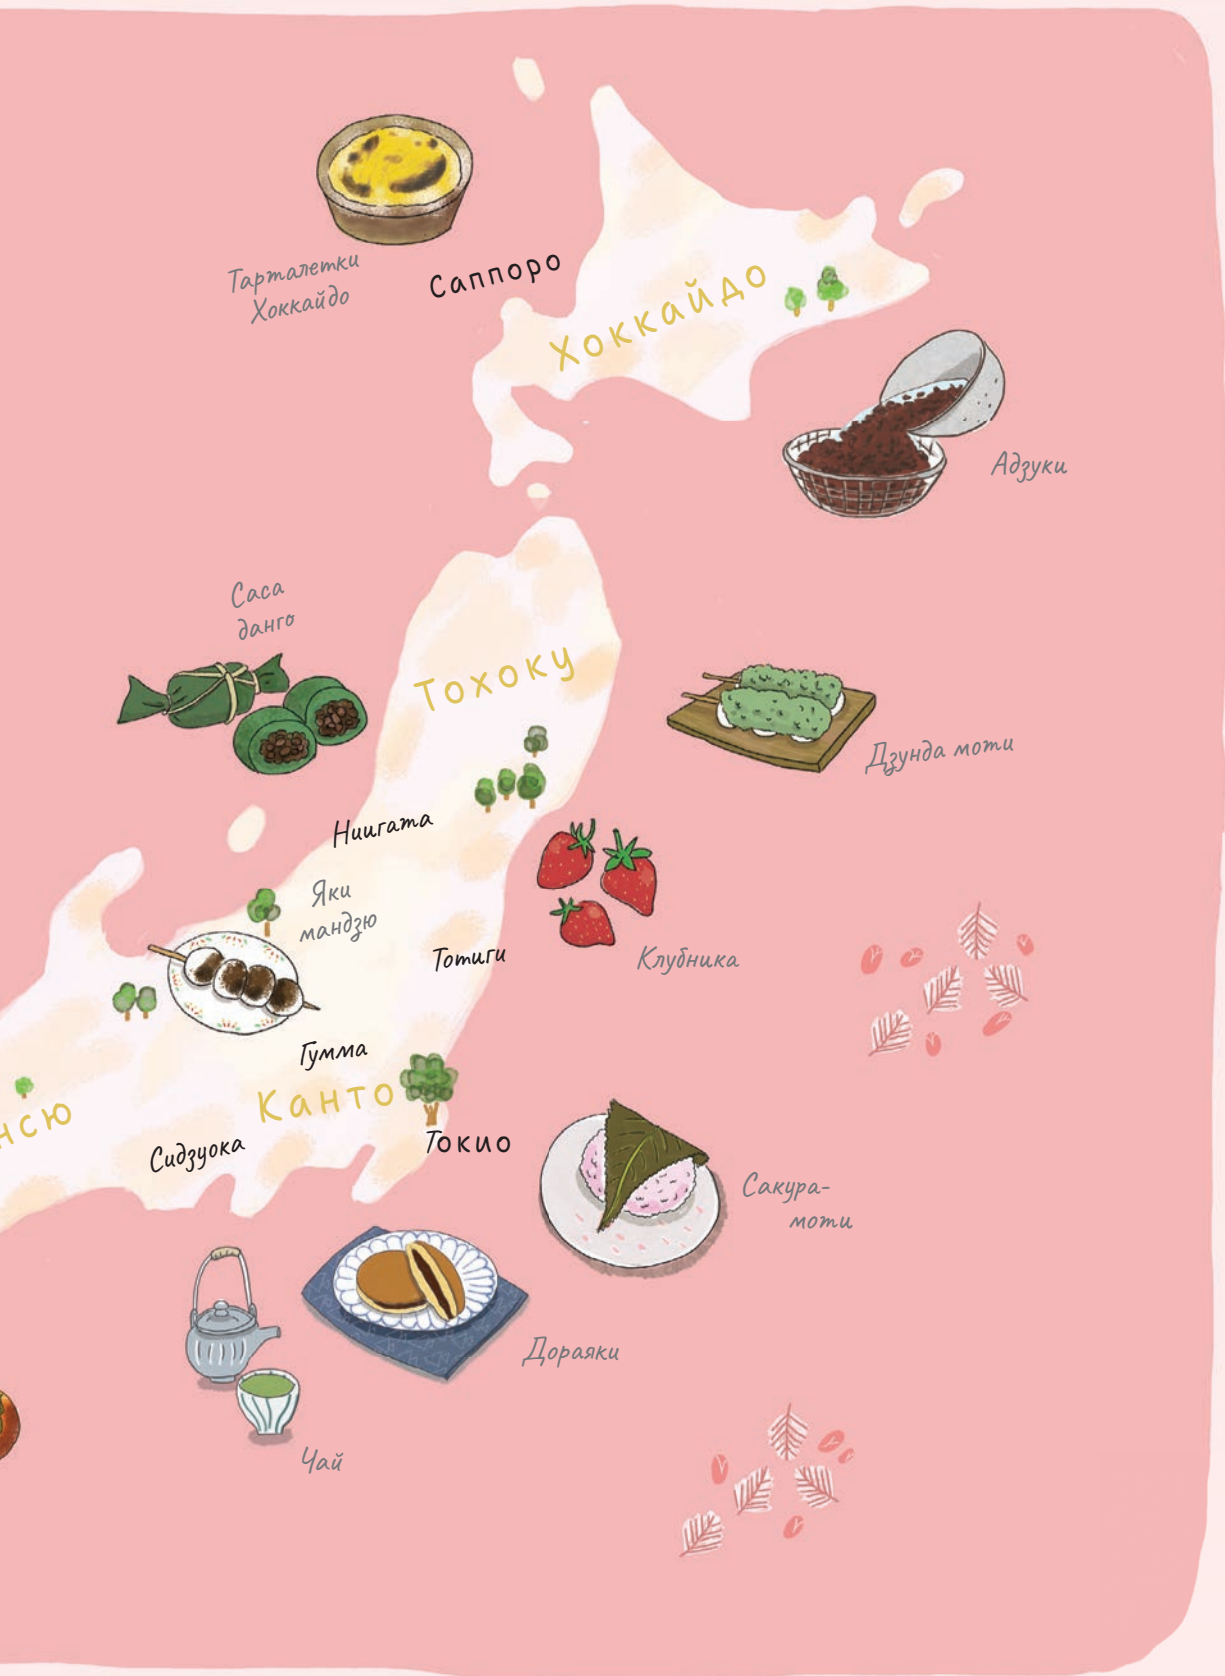 Тарталетки
Хоккайдо
Саппоро
Хоккайдо
Адзуки
Саса
данго
Тохоку
Дзунда моти
Ниигата
Яки
мандзю
Тотиги
Клубника
Гумма
Канто
нсю
Токио
Сидзуока
Сакура-
моти
Дораяки
Чай